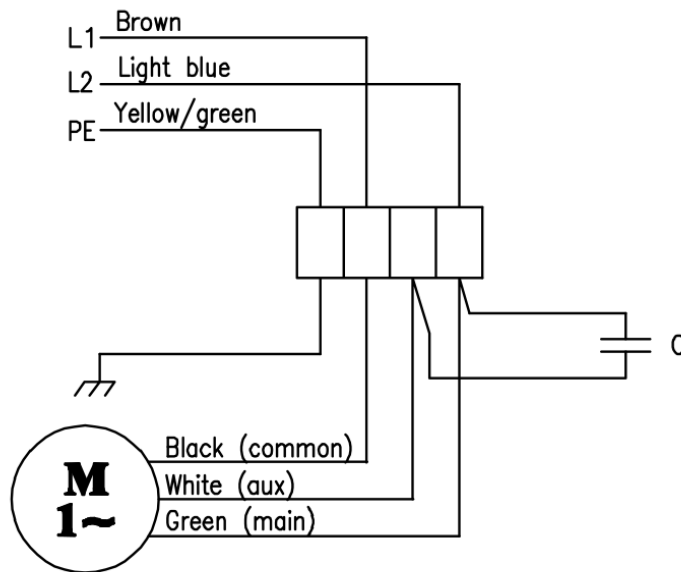 L1 Brown
L2 Light blue
PE Yellow/green
Black (common)
White (aux)
Green (main)
M
1~